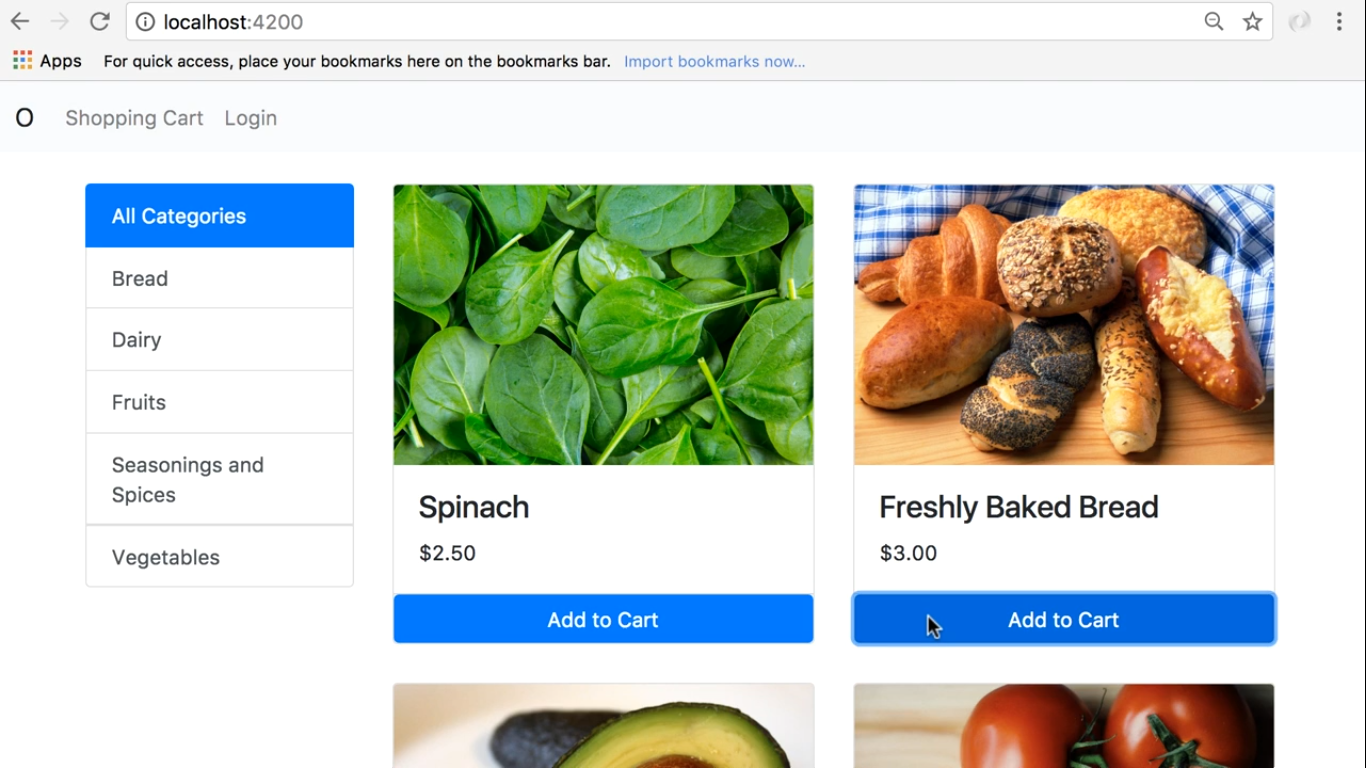 localhost:4200
Apps For quick access, place your bookmarks here on the bookmarks bar. Import bookmarks now...
O Shopping Cart Login
All Categories
Bread
Dairy
Fruits
Seasonings and
Spices
Vegetables
Spinach
$2.50
Add to Cart
Freshly Baked Bread
$3.00
Add to Cart